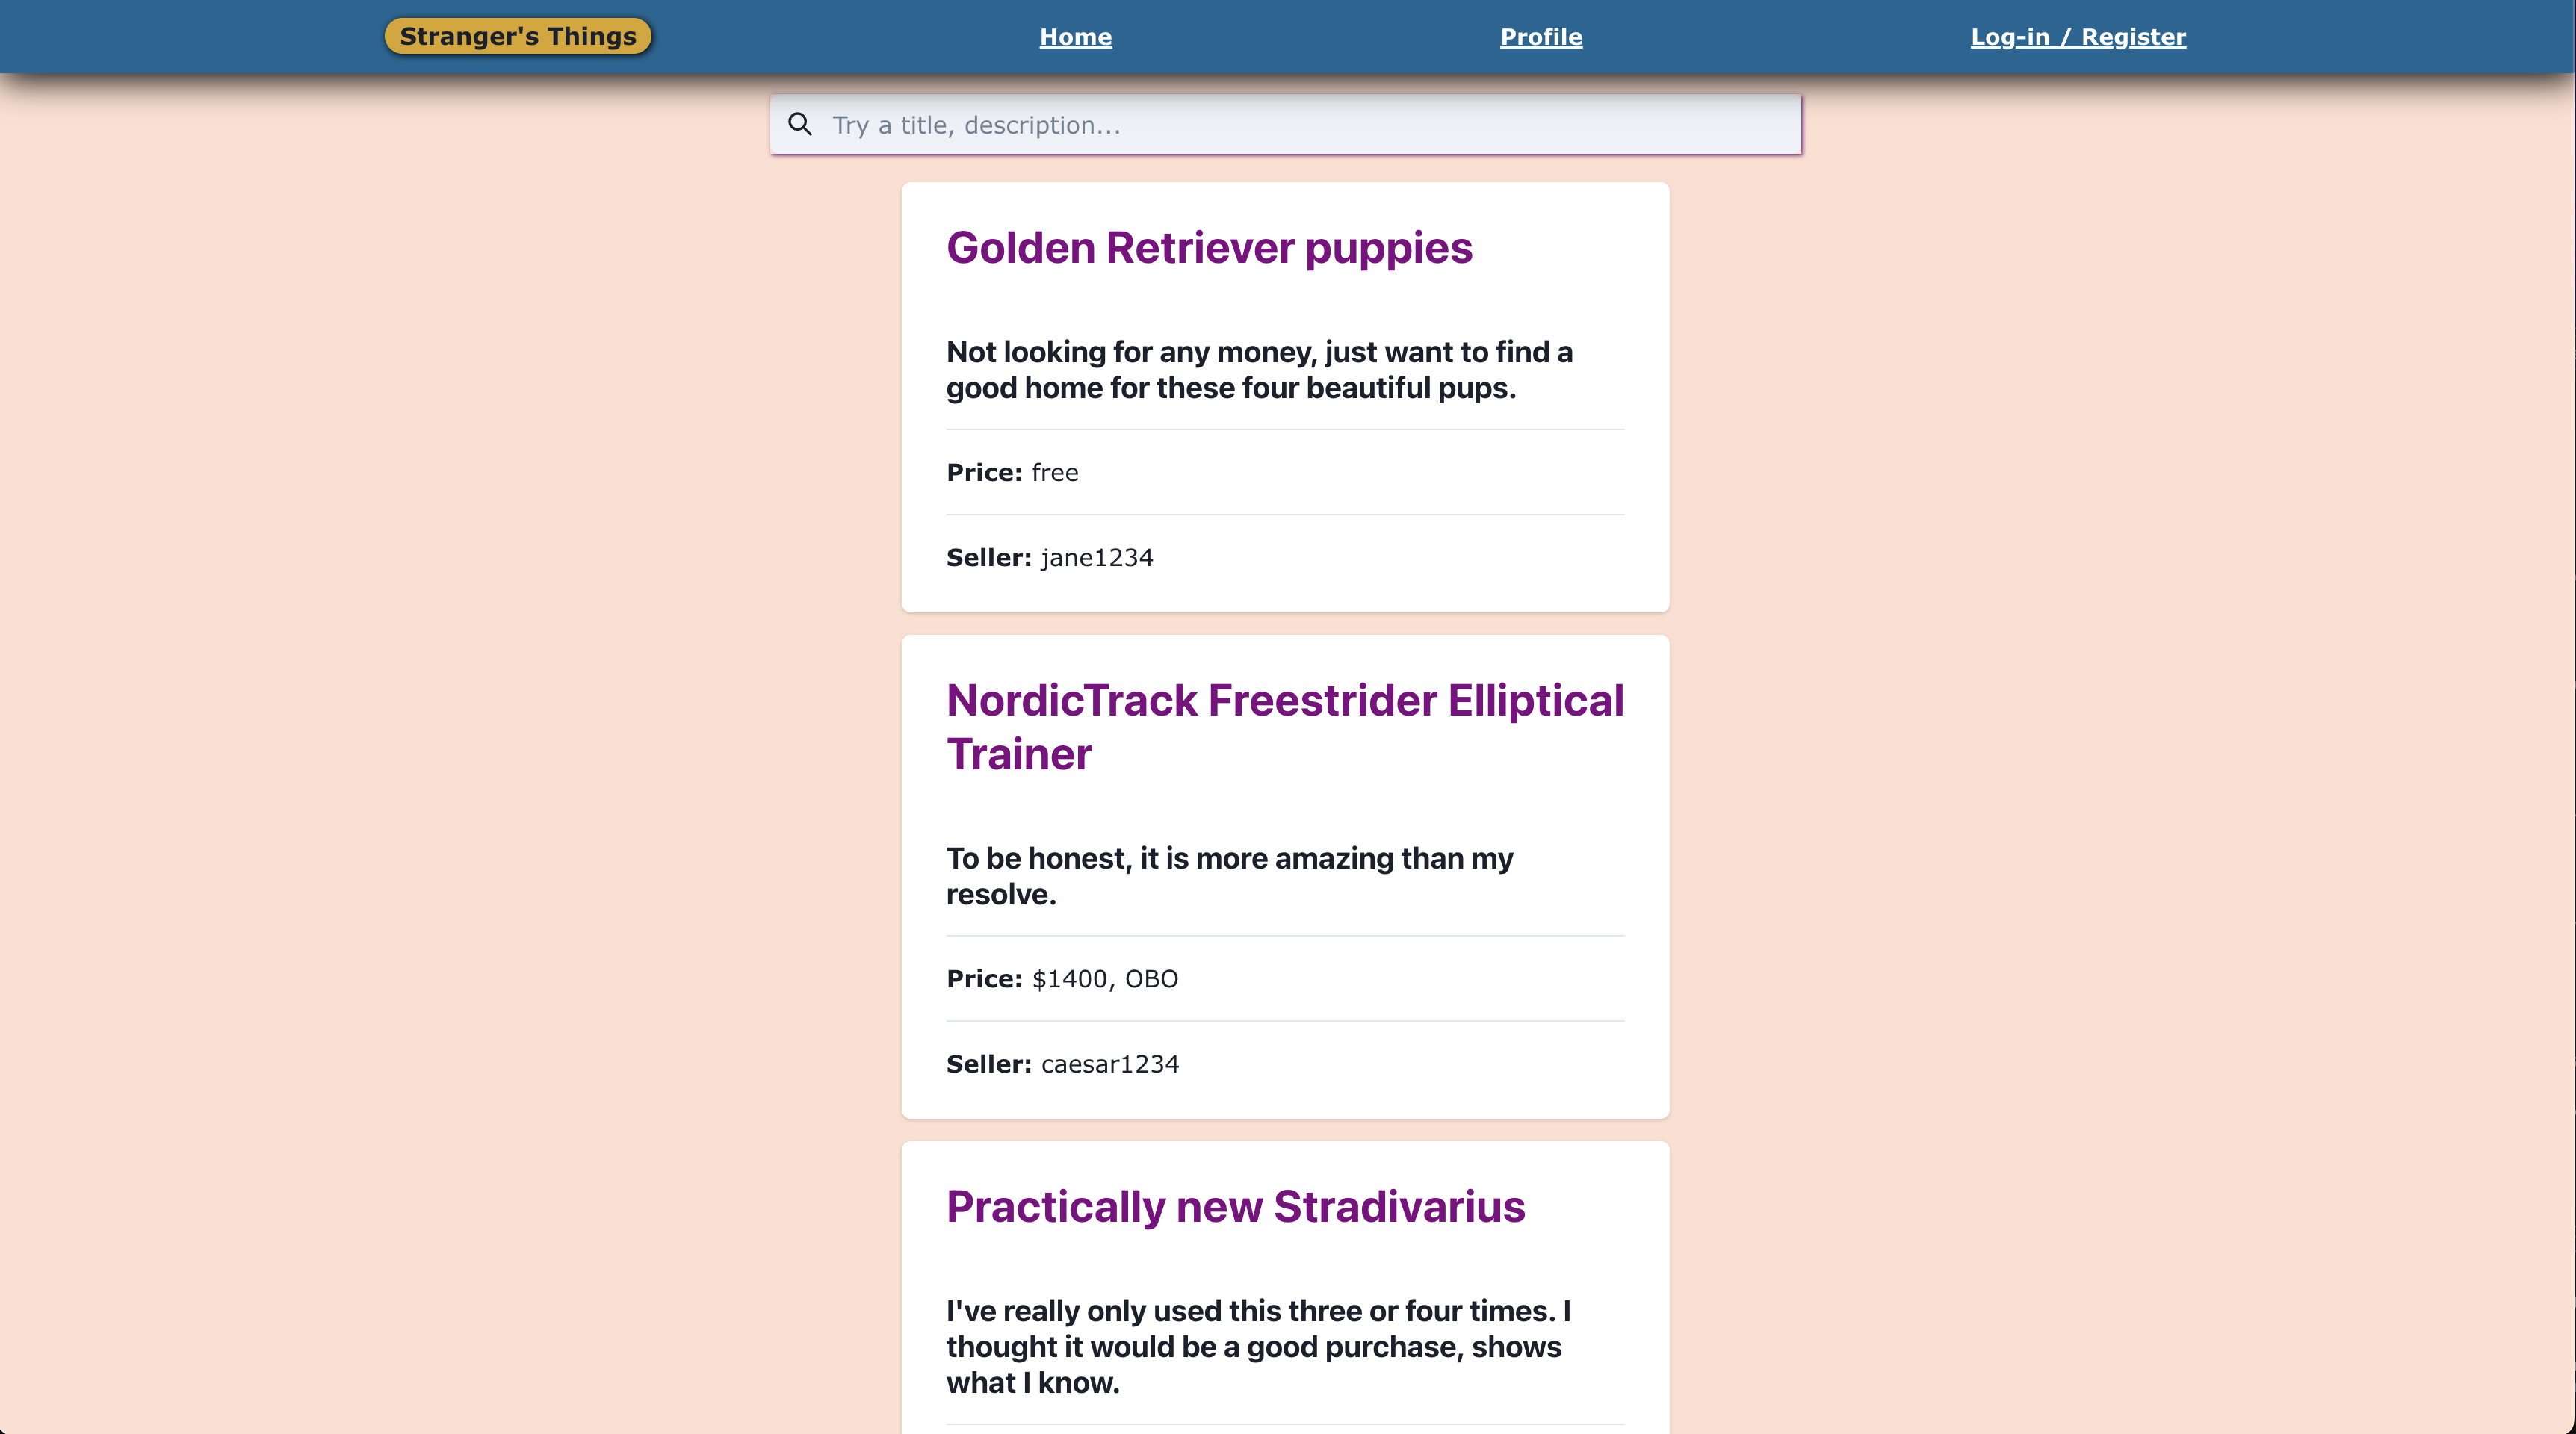 Stranger's Things
Home
Profile
Log-in / Register
Try a title, description...
Golden Retriever puppies
Not looking for any money, just want to find a
good home for these four beautiful pups.
Price: free
Seller: jane1234
NordicTrack Freestrider Elliptical
Trainer
To be honest, it is more amazing than my
resolve.
Price: $1400, OBO
Seller: caesar1234
Practically new Stradivarius
I've really only used this three or four times. I
thought it would be a good purchase, shows
what I know.